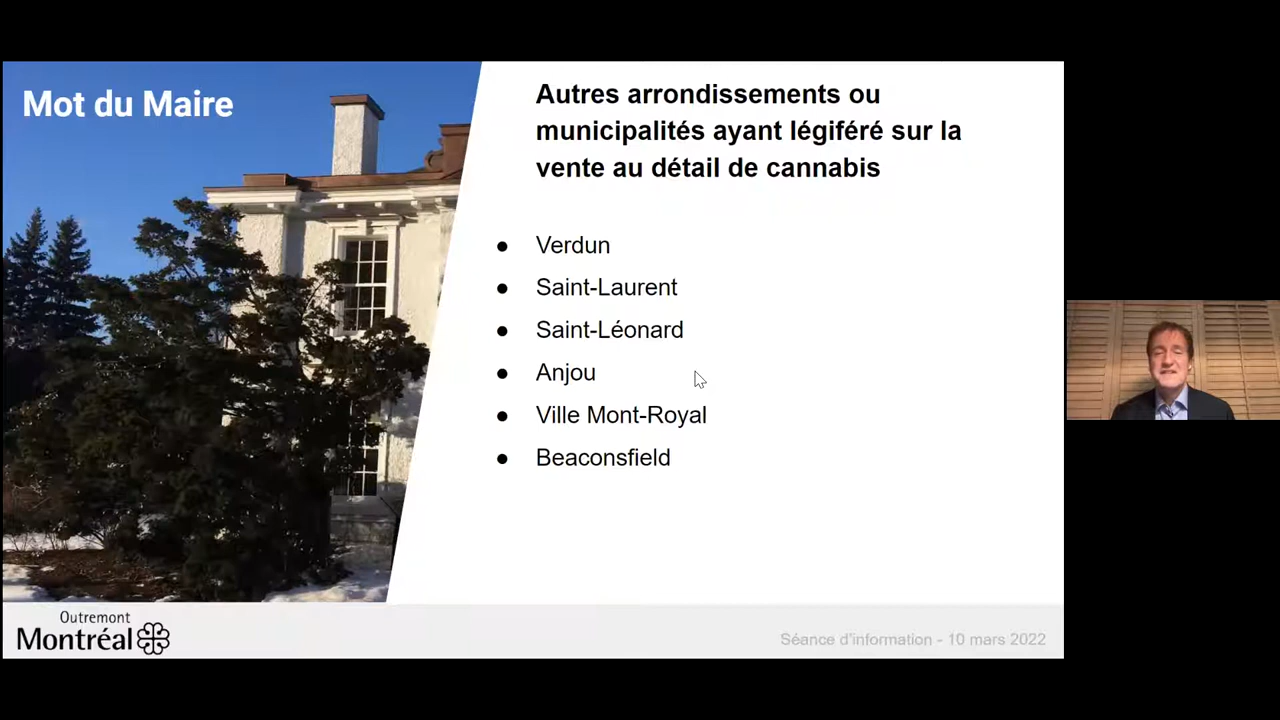 Mot du Maire
Autres arrondissements ou
municipalités ayant légiféré sur la
vente au détail de cannabis
● Verdun
● Saint-Laurent
● Saint-Léonard
● Anjou
● Ville Mont-Royal
● Beaconsfield
Outremont
Montréal
Séance d'information - 10 mars 2022